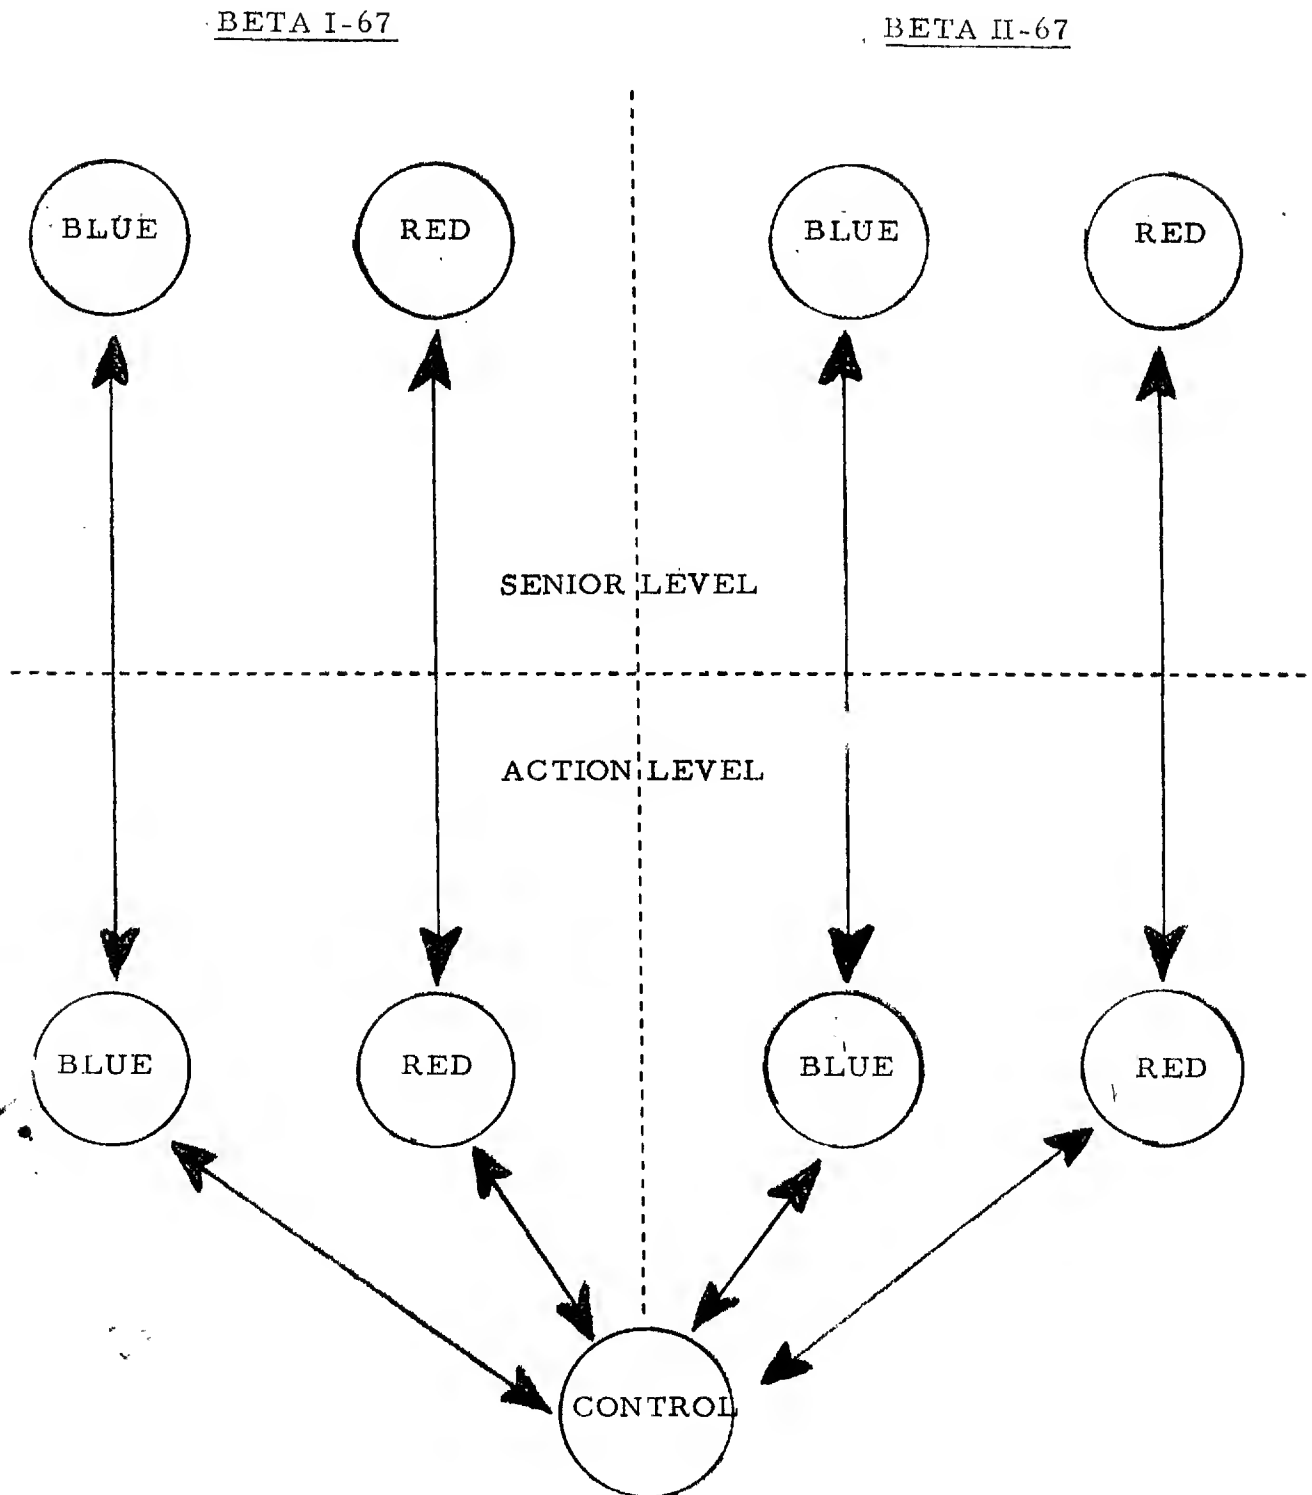 BETA I-67 BETA II-67
BLUE RED BLUE RED
SENIOR LEVEL
ACTION LEVEL
BLUE RED BLUE RED
CONTROL